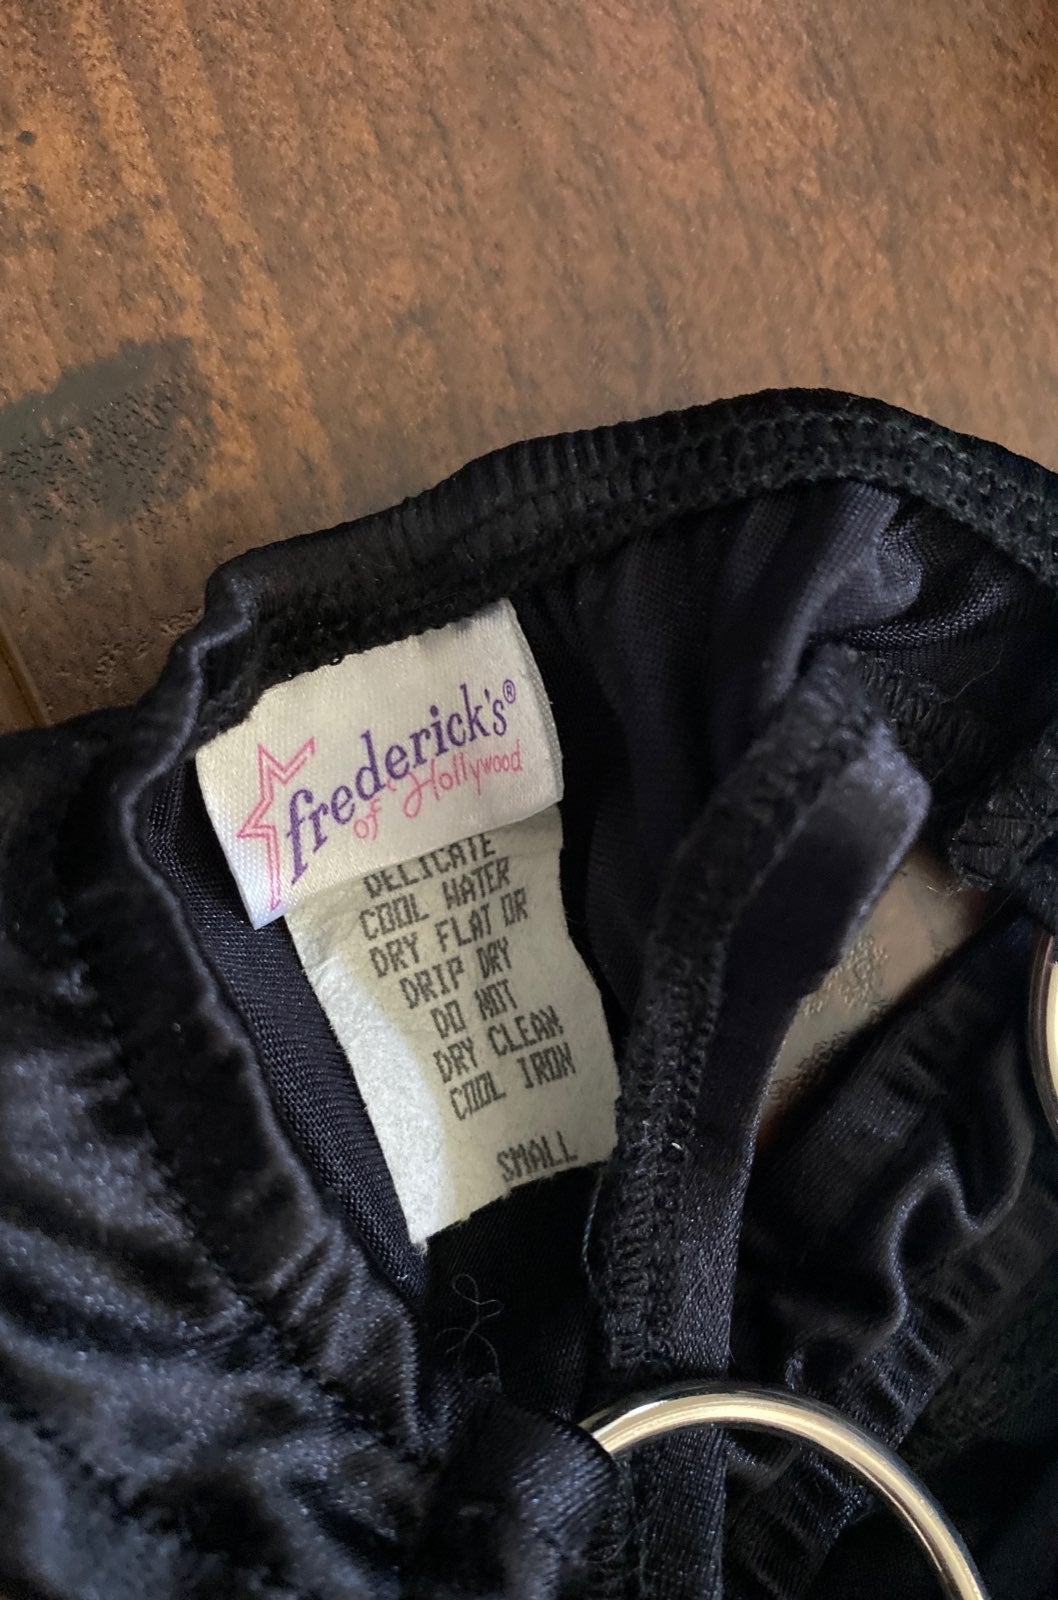 frederick's®
of Hollywood
DELICATE
COOL WATER
DRY FLAT OR
DRIP DRY
DO NOT
DRY CLEAN
COOL IRON
SMALL